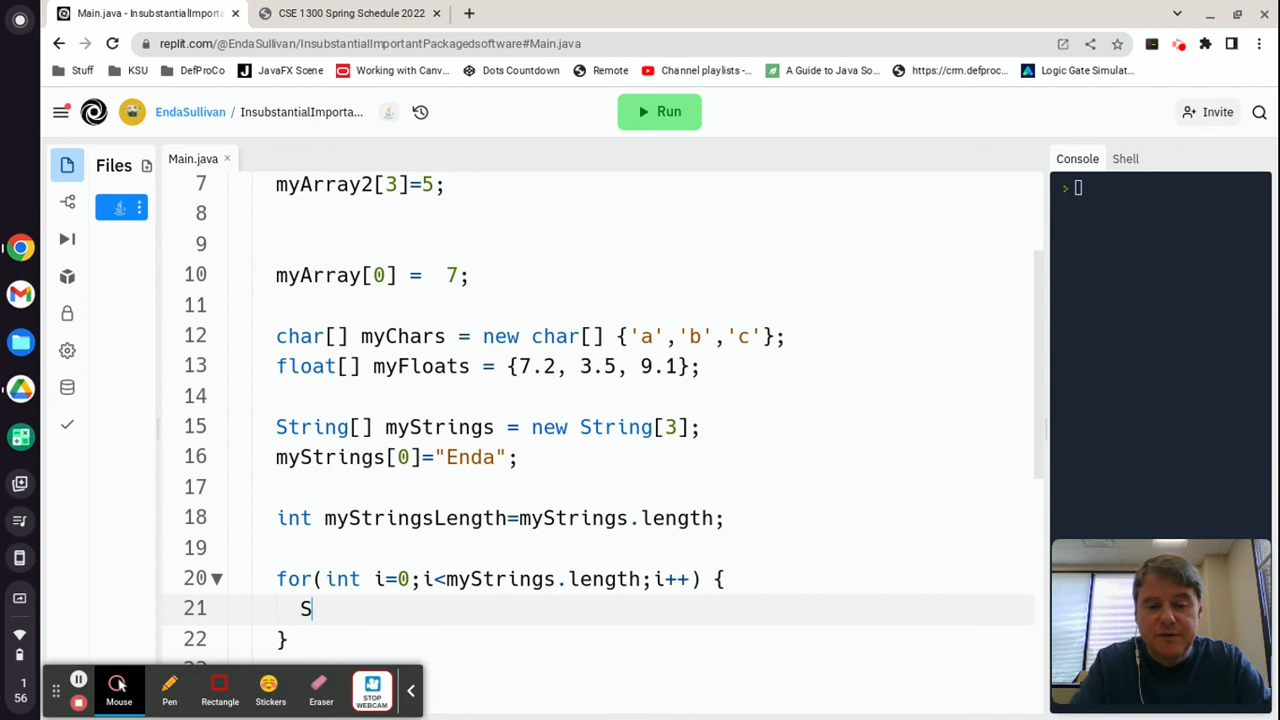 Main.java - InsubstantialImporta
CSE 1300 Spring Schedule 2022
replit.com/@EndaSullivan/InsubstantialImportantPackagedsoftware#Main.java
Stuff KSU DefProCo JavaFX Scene Working with Canv... Dots Countdown Remote Channel playlists -... A Guide to Java So... https://crm.defproc... Logic Gate Simulat...
EndaSullivan / InsubstantialImporta... Run Invite
Files Main.java Console Shell
7 myArray2[3]=5;
8
9
10 myArray[0] =  7;
11
12 char[] myChars = new char[] {'a','b','c'};
13 float[] myFloats = {7.2, 3.5, 9.1};
14
15 String[] myStrings = new String[3];
16 myStrings[0]="Enda";
17
18 int myStringsLength=myStrings.length;
19
20 for(int i=0;i<myStrings.length;i++) {
21 S
22 }
Mouse Pen Rectangle Stickers Eraser STOP WEBCAM
1
56